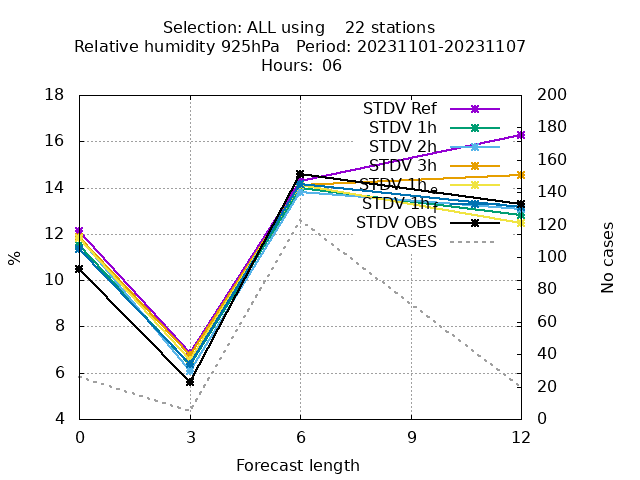 Selection: ALL using 22 stations
Relative humidity 925hPa Period: 20231101-20231107
Hours: 06
18
16
14
12
10
8
6
4
200
180
160
140
120
100
80
60
40
20
0
%
No cases
STDV Ref
STDV 1h
STDV 2h
STDV 3h
STDV 1h e
STDV OBS
CASES
0 3 6 9 12
Forecast length